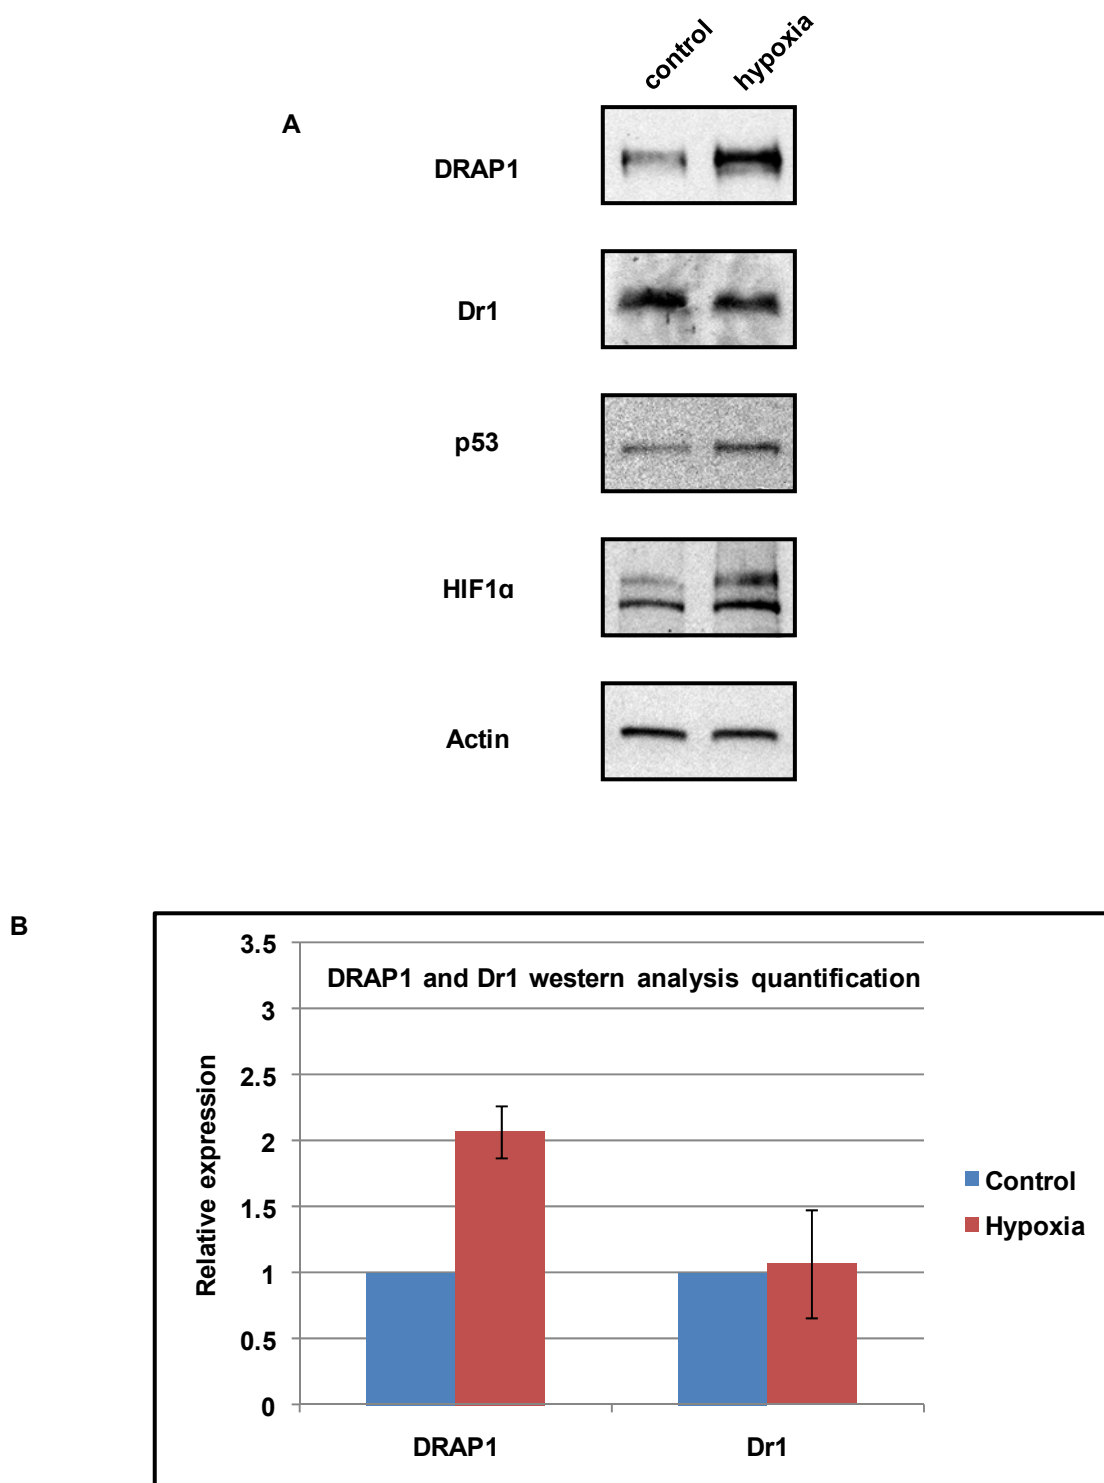 control
hypoxia
A
DRAP1
Dr1
p53
HIF1α
Actin
B
DRAP1 and Dr1 western analysis quantification
Relative expression
3.5
3
2.5
2
1.5
1
0.5
0
DRAP1
Dr1
Control
Hypoxia